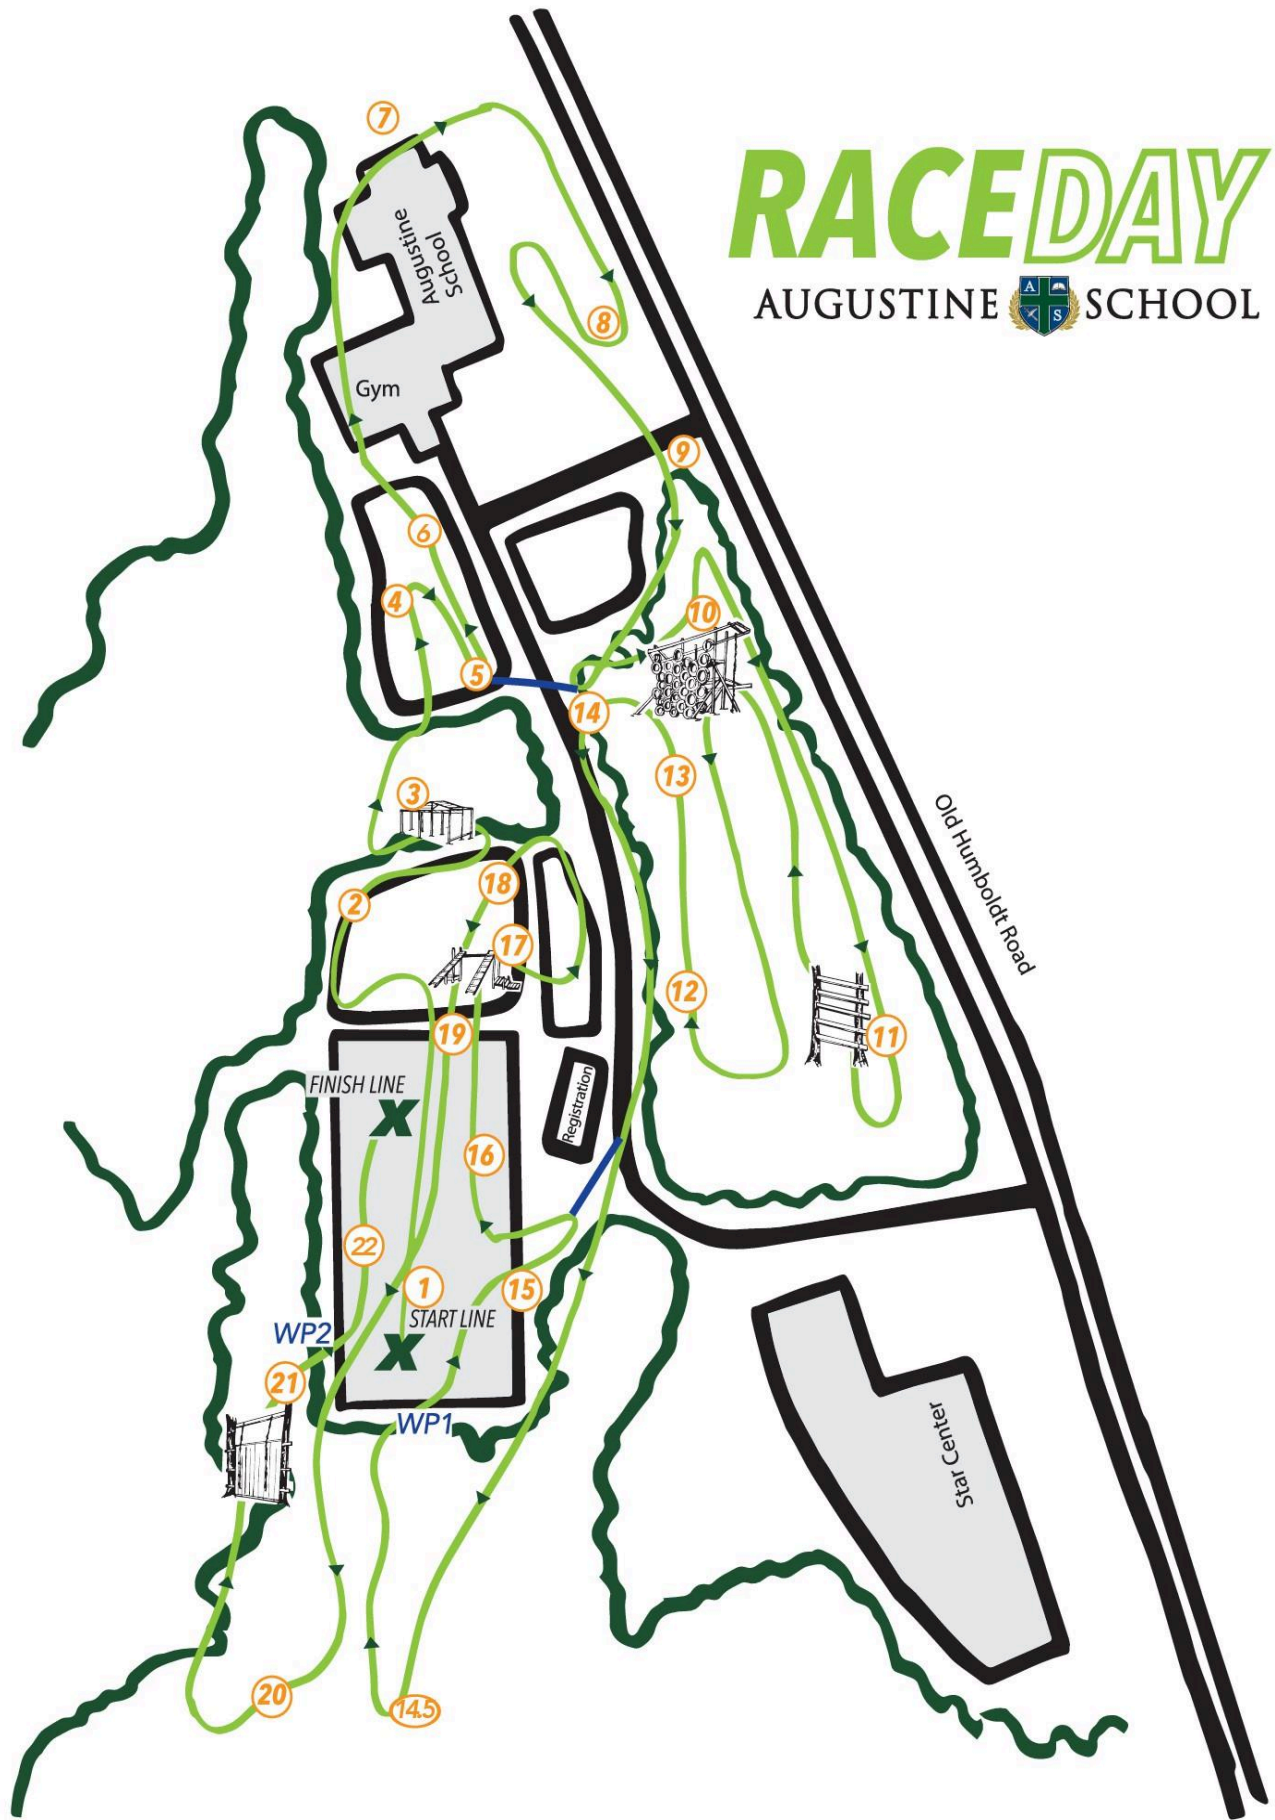 RACEDAY
AUGUSTINE A S SCHOOL
7
Augustine
School
8
Gym
9
6
4
10
5
14
13
3
Old Humboldt Road
18
2
17
12
11
19
FINISH LINE
X
Registration
16
22
1
15
START LINE
WP2
X
21
WP1
Star Center
20
14.5